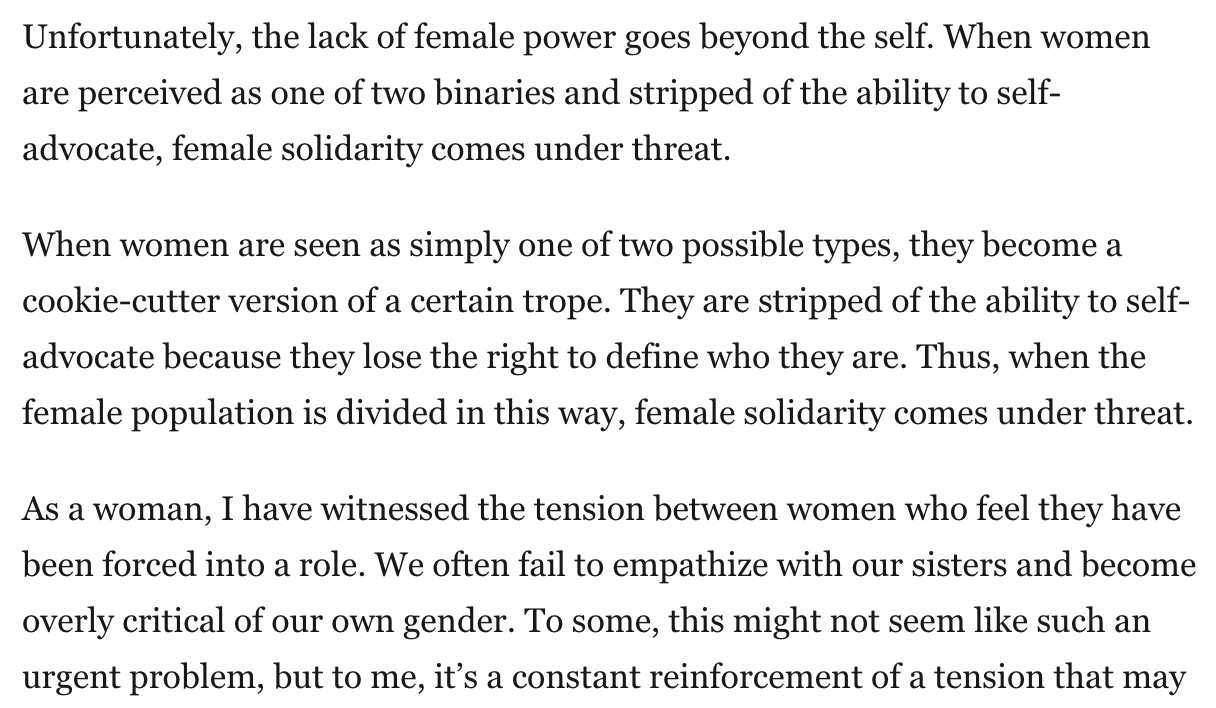 Unfortunately, the lack of female power goes beyond the self. When women
are perceived as one of two binaries and stripped of the ability to self-
advocate, female solidarity comes under threat.
When women are seen as simply one of two possible types, they become a
cookie-cutter version of a certain trope. They are stripped of the ability to self-
advocate because they lose the right to define who they are. Thus, when the
female population is divided in this way, female solidarity comes under threat.
As a woman, I have witnessed the tension between women who feel they have
been forced into a role. We often fail to empathize with our sisters and become
overly critical of our own gender. To some, this might not seem like such an
urgent problem, but to me, it’s a constant reinforcement of a tension that may